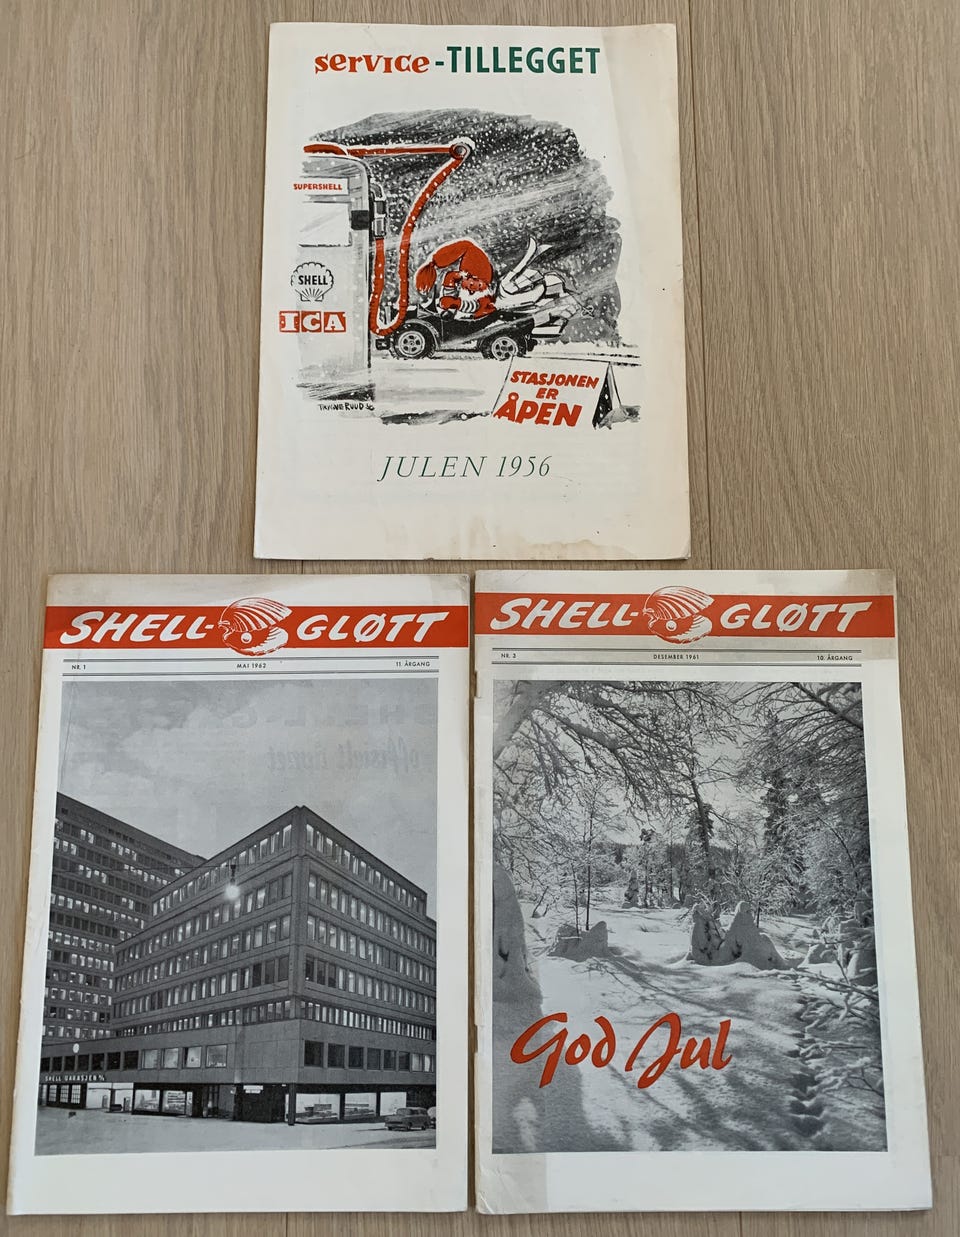 service-TILLEGGET
SUPERSHELL
SHELL
ICA
STASJONEN
ER
ÅPEN
TRYGVE RUUD 56
JULEN 1956
SHELL-GLØTT
NR. 1 MAI 1962 11. ÅRGANG
SHELL GARASJEN A/S
SHELL-GLØTT
NR. 3 DESEMBER 1961 10. ÅRGANG
God Jul